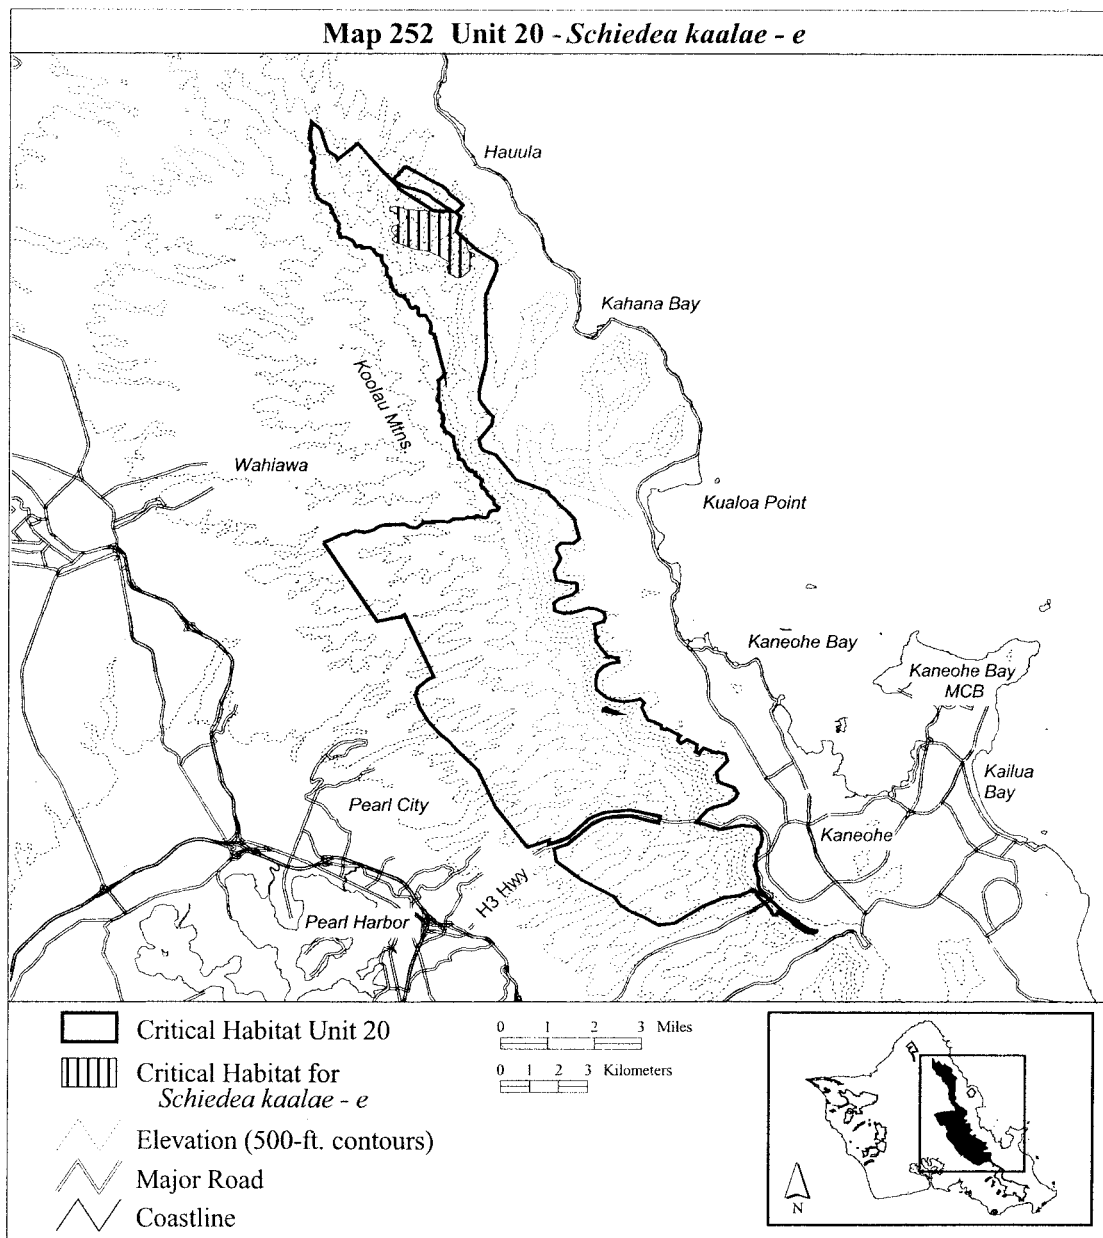 Map 252 Unit 20 - Schiedea kaalae - e
Hauula
Kahana Bay
Koolau Mtns.
Wahiawa
Kualoa Point
Kaneohe Bay
Kaneohe Bay
MCB
Kailua
Bay
Pearl City
Kaneohe
H3 Hwy
Pearl Harbor
Critical Habitat Unit 20
0 1 2 3 Miles
Critical Habitat for
Schiedea kaalae - e
0 1 2 3 Kilometers
Elevation (500-ft. contours)
Major Road
Coastline
N